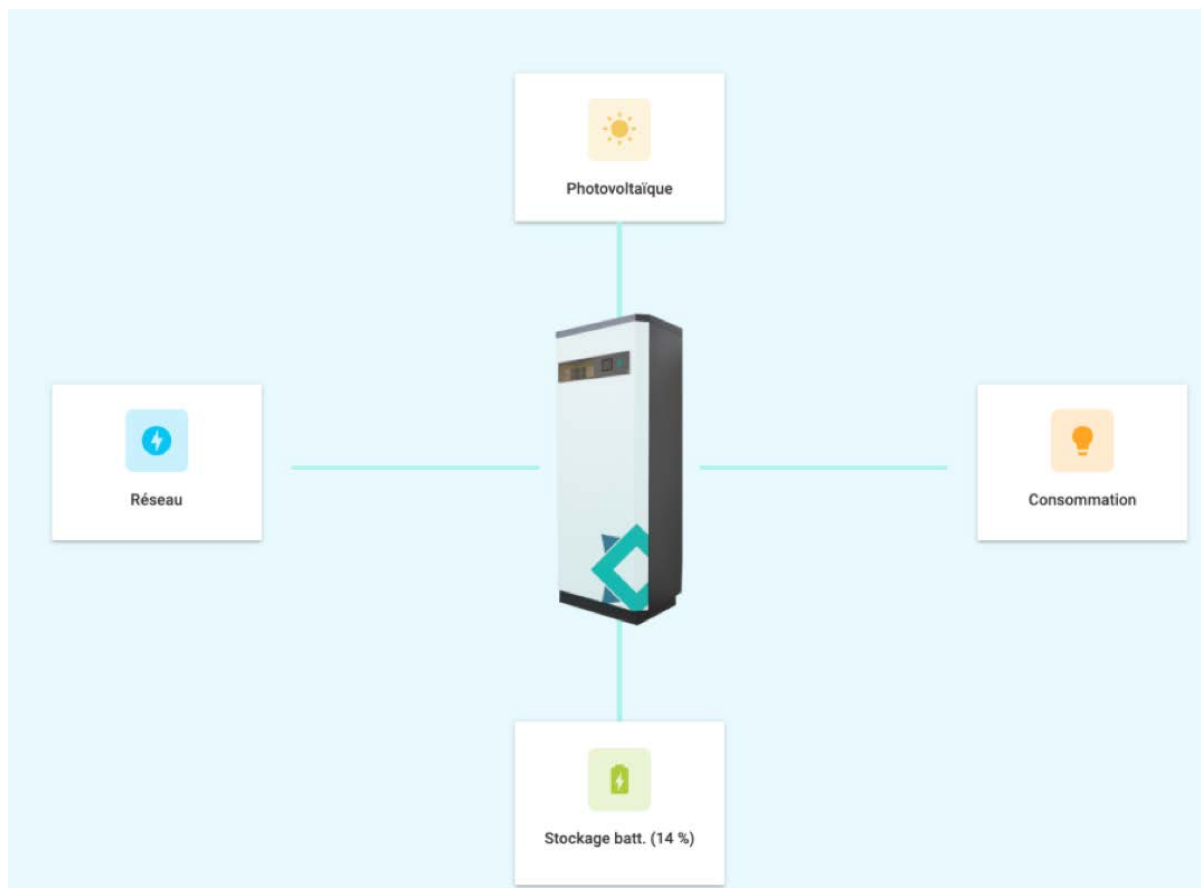 Photovoltaïque
Réseau
Consommation
Stockage batt. (14 %)